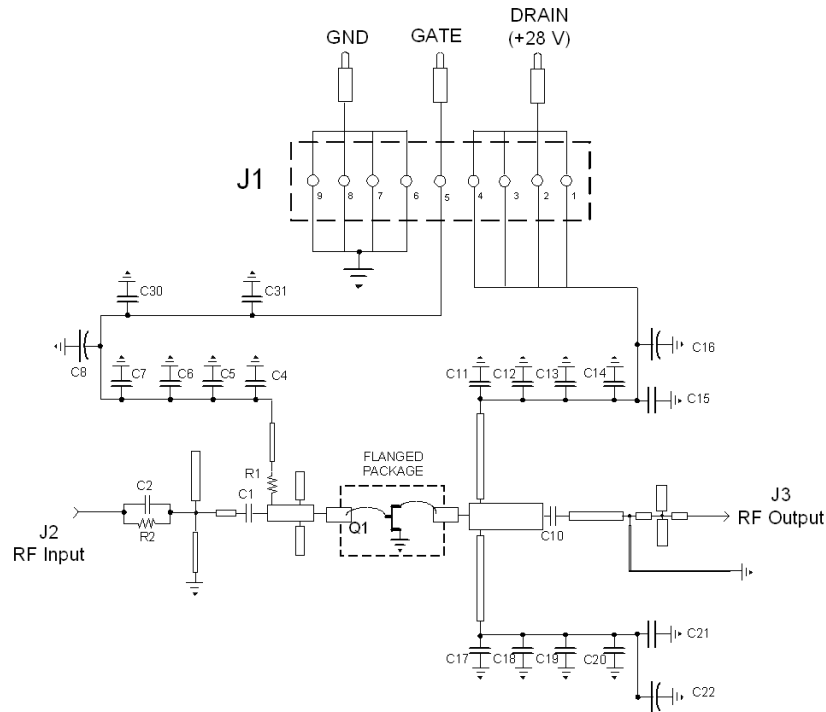 DRAIN
(+28 V)
GND
GATE
J1
9
8
7
6
5
4
3
2
1
C30
C31
C8
C16
C7
C6
C5
C4
C11
C12
C13
C14
C15
FLANGED
PACKAGE
R1
C2
C1
R2
Q1
C10
J2
RF Input
J3
RF Output
C17
C18
C19
C20
C21
C22